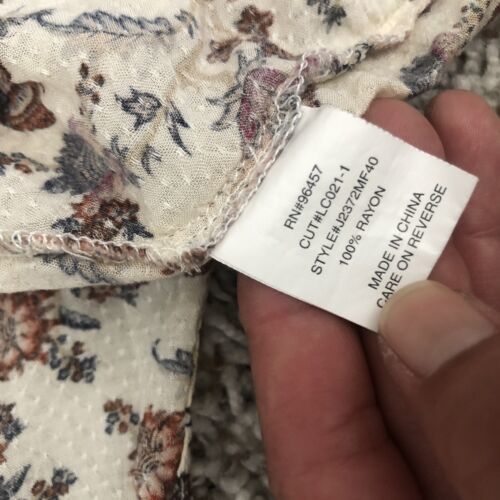 RN#96457
CUT#LC021-1
STYLE#J2372MF40
100% RAYON
MADE IN CHINA
CARE ON REVERSE